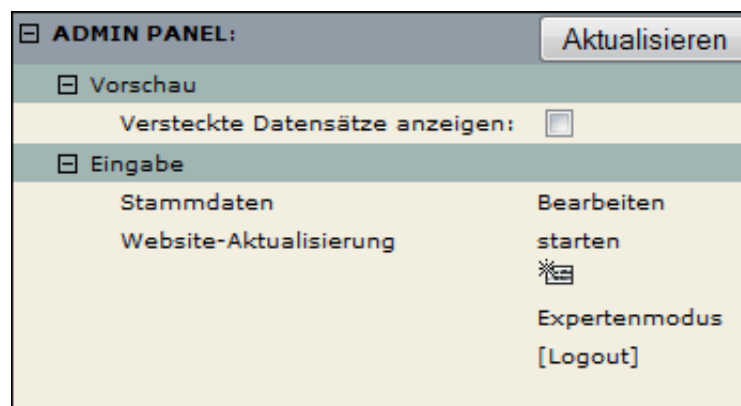 ADMIN PANEL: Aktualisieren
Vorschau
Versteckte Datensätze anzeigen:
Eingabe
Stammdaten Bearbeiten
Website-Aktualisierung starten
Expertenmodus
[Logout]